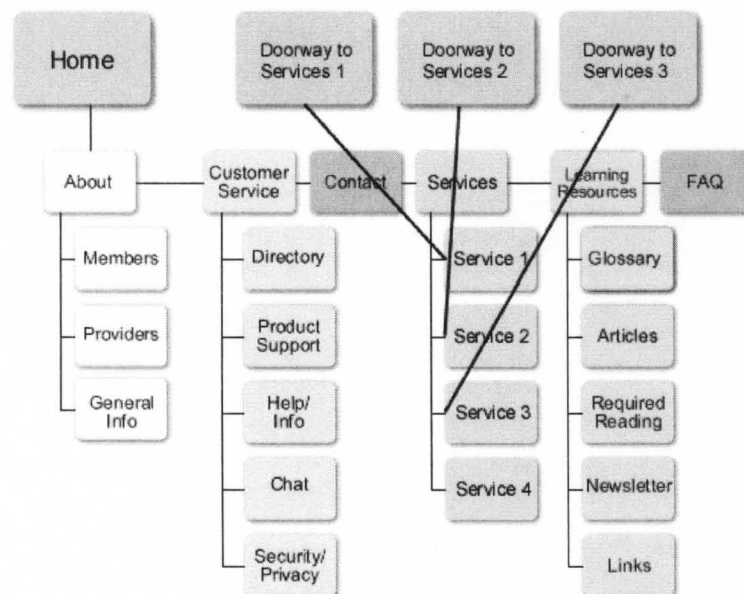 Home
Doorway to
Services 1
Doorway to
Services 2
Doorway to
Services 3
About
Customer
Service
Contact
Services
Learning
Resources
FAQ
Members
Directory
Service 1
Glossary
Providers
Product
Support
Service 2
Articles
General
Info
Help/
Info
Service 3
Required
Reading
Chat
Service 4
Newsletter
Security/
Privacy
Links